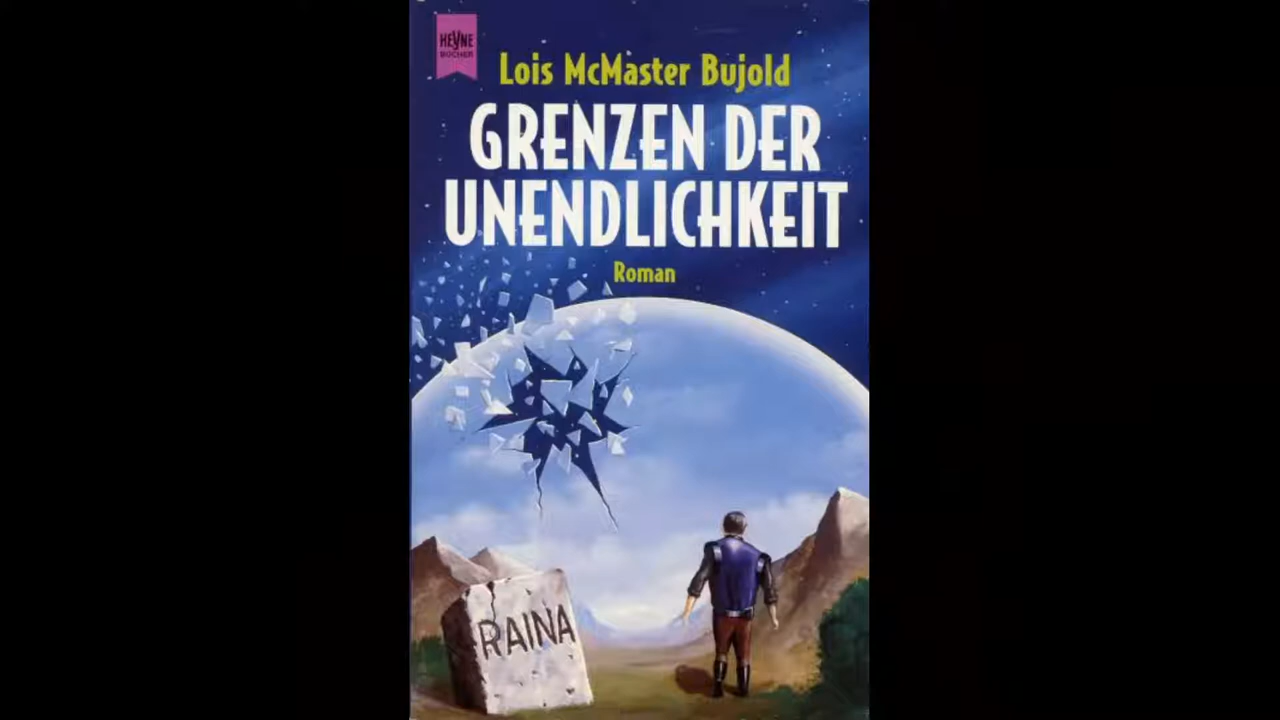 HEYNE
BÜCHER
Lois McMaster Bujold
GRENZEN DER
UNENDLICHKEIT
Roman
RAINA